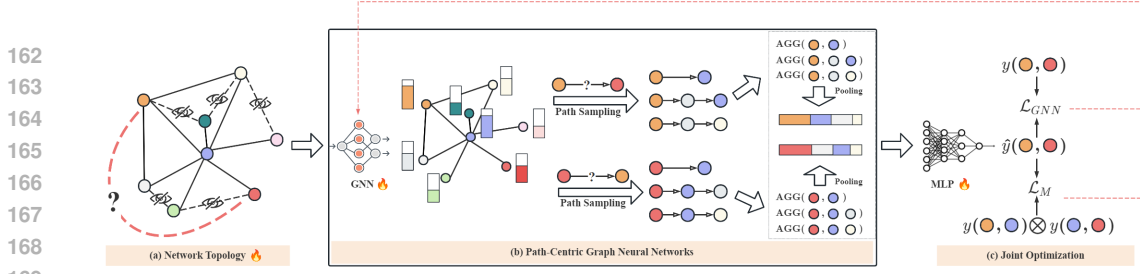 162
163
164
165
166
167
168
?
(a) Network Topology
GNN
?
Path Sampling
?
Path Sampling
AGG( , )
AGG( , , )
AGG( , , )
Pooling
Pooling
AGG( , )
AGG( , , )
AGG( , , )
(b) Path-Centric Graph Neural Networks
MLP
y( , )
ℒ_GNN
ŷ( , )
ℒ_M
y( , ) ⊗ y( , )
(c) Joint Optimization